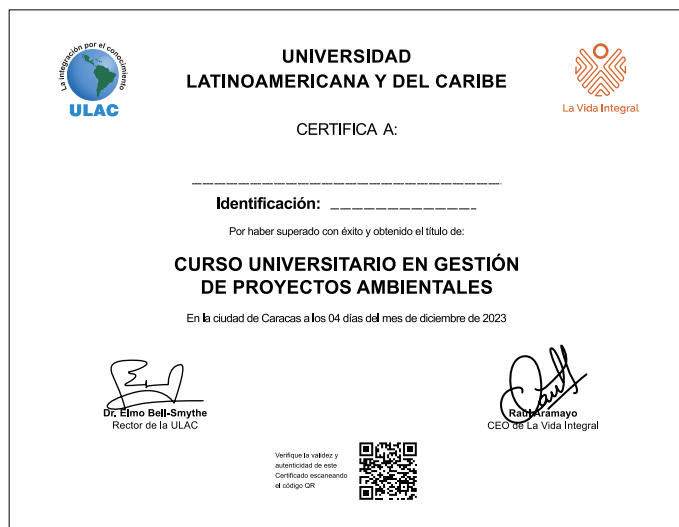 La integración por el conocimiento
ULAC
UNIVERSIDAD
LATINOAMERICANA Y DEL CARIBE
La Vida Integral
CERTIFICA A:
Identificación:
Por haber superado con éxito y obtenido el título de:
CURSO UNIVERSITARIO EN GESTIÓN
DE PROYECTOS AMBIENTALES
En la ciudad de Caracas a los 04 días del mes de diciembre de 2023
Dr. Elmo Bell-Smythe
Rector de la ULAC
Raúl Aramayo
CEO de La Vida Integral
Verifique la validez y
autenticidad de este
Certificado escaneando
el código QR